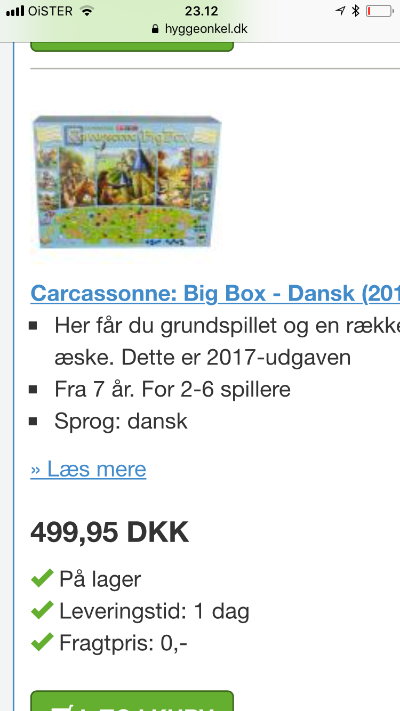 OiSTER 23.12
hyggeonkel.dk
Carcassonne Big Box
Carcassonne: Big Box - Dansk (201
Her får du grundspillet og en række
æske. Dette er 2017-udgaven
Fra 7 år. For 2-6 spillere
Sprog: dansk
» Læs mere
499,95 DKK
På lager
Leveringstid: 1 dag
Fragtpris: 0,-
LÆG I KURV